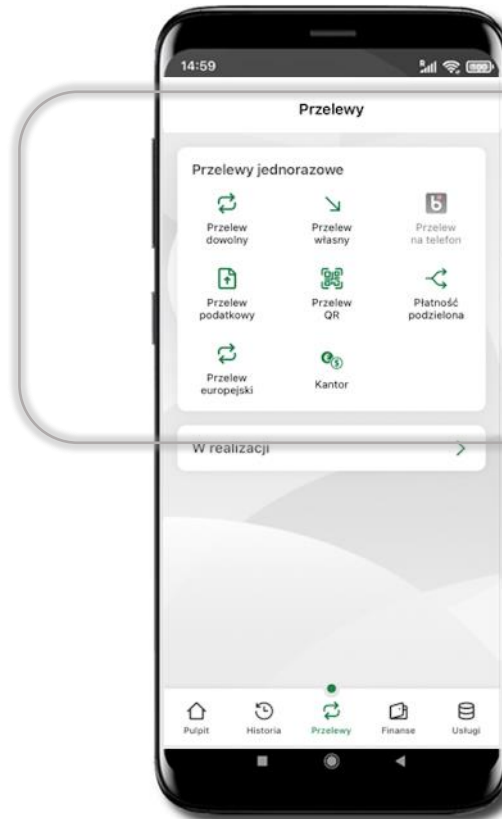 14:59
Przelewy
Przelewy jednorazowe
Przelew
dowolny
Przelew
własny
Przelew
na telefon
Przelew
podatkowy
Przelew
QR
Płatność
podzielona
Przelew
europejski
Kantor
W realizacji
Pulpit
Historia
Przelewy
Finanse
Usługi